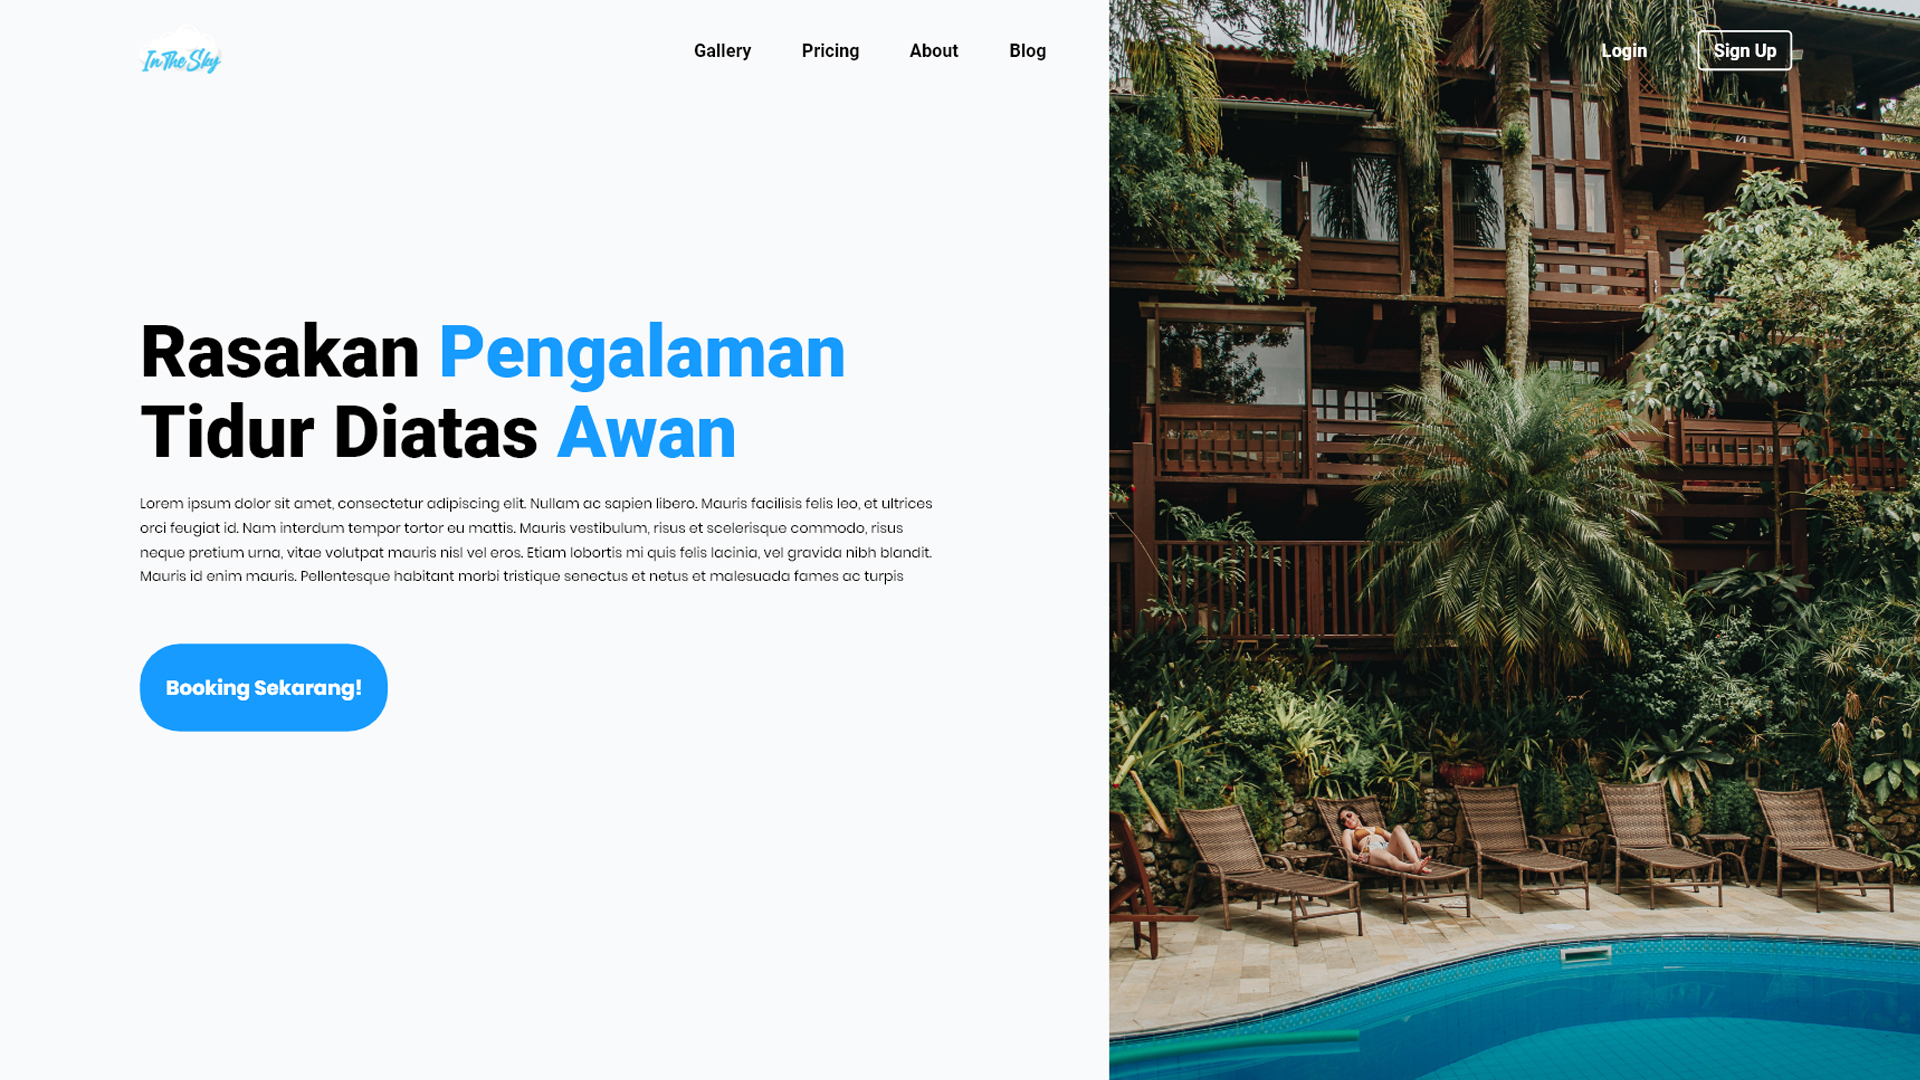 In The Sky
Gallery Pricing About Blog Login Sign Up
Rasakan Pengalaman
Tidur Diatas Awan
Lorem ipsum dolor sit amet, consectetur adipiscing elit. Nullam ac sapien libero. Mauris facilisis felis leo, et ultrices
orci feugiat id. Nam interdum tempor tortor eu mattis. Mauris vestibulum, risus et scelerisque commodo, risus
neque pretium urna, vitae volutpat mauris nisl vel eros. Etiam lobortis mi quis felis lacinia, vel gravida nibh blandit.
Mauris id enim mauris. Pellentesque habitant morbi tristique senectus et netus et malesuada fames ac turpis
Booking Sekarang!